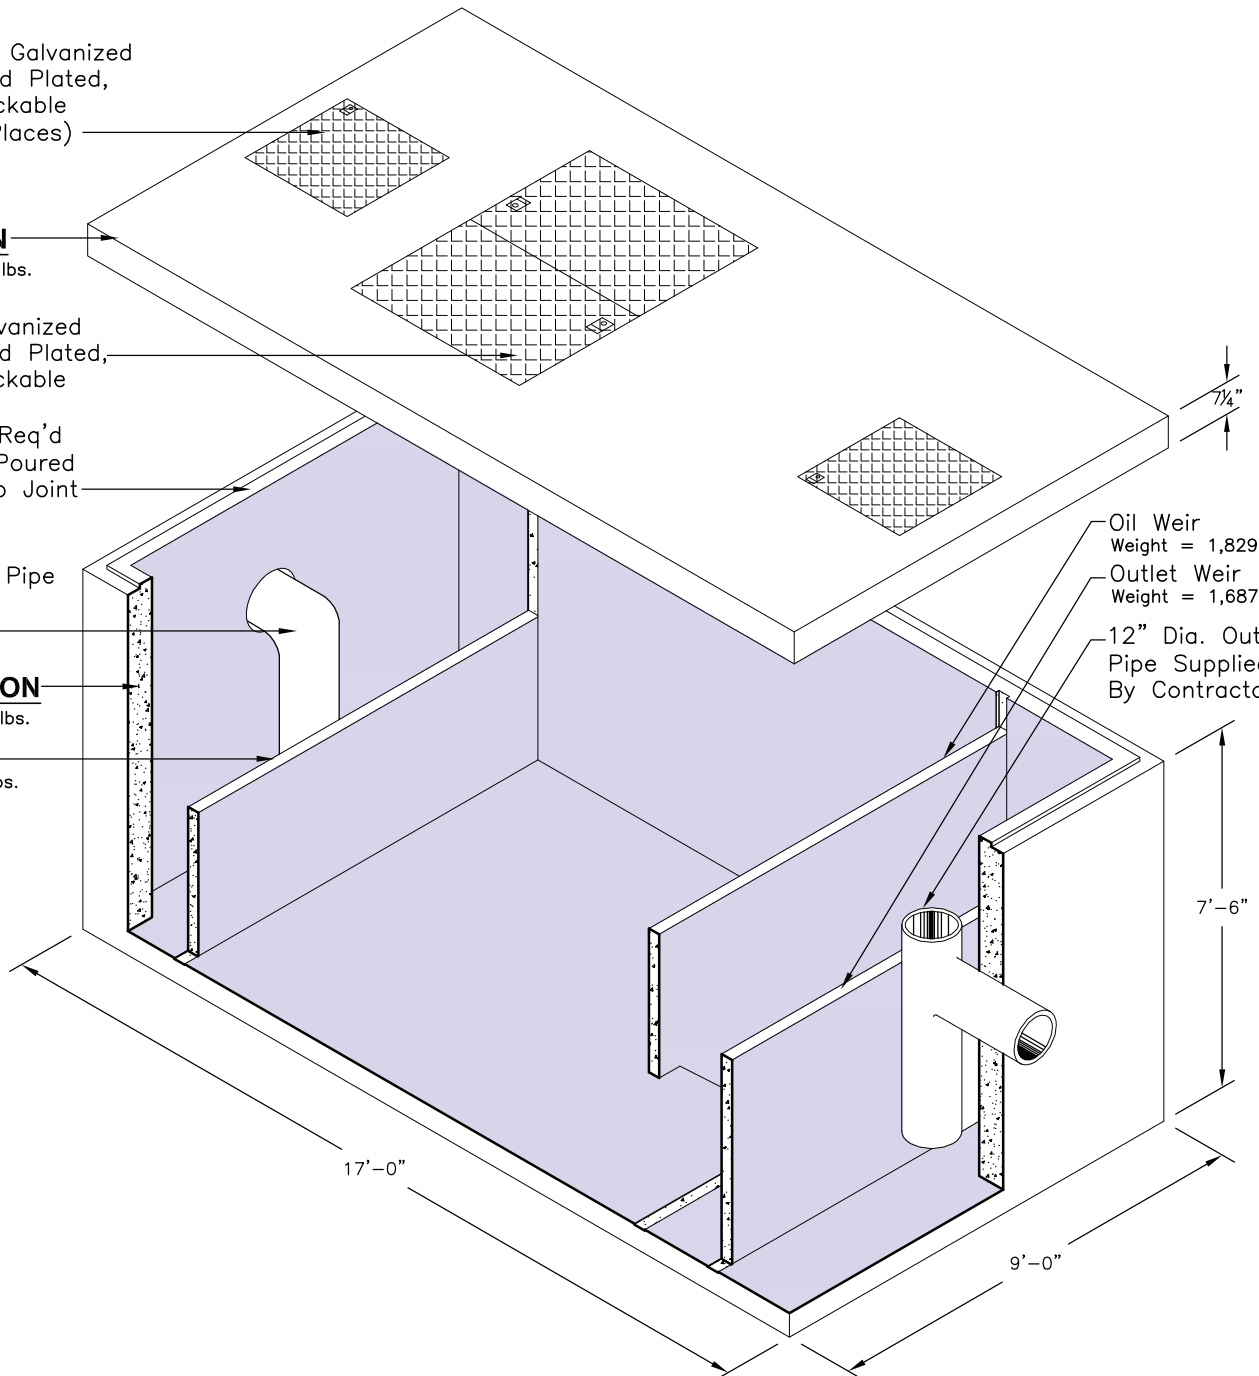 Galvanized
d Plated,
ckable
Places)
N
lbs.
vanized
d Plated,
ckable
Req'd
Poured
p Joint
Pipe
ON
lbs.
os.
7¼"
Oil Weir
Weight = 1,829
Outlet Weir
Weight = 1,687
12" Dia. Out
Pipe Supplied
By Contracto
7'-6"
17'-0"
9'-0"